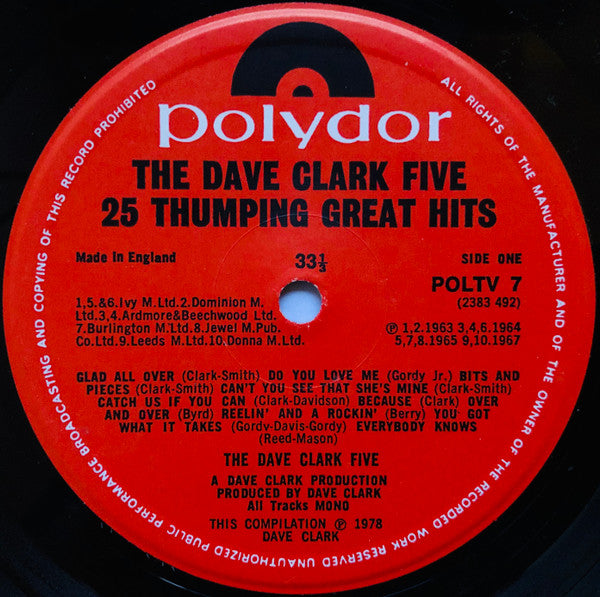 polydor
THE DAVE CLARK FIVE
25 THUMPING GREAT HITS
Made In England
33⅓
SIDE ONE
POLTV 7
(2383 492)
1,5.&6.Ivy M.Ltd.2.Dominion M.
Ltd.3,4.Ardmore&Beechwood Ltd.
7.Burlington M.Ltd.8.Jewel M.Pub.
Co.Ltd.9.Leeds M.Ltd.10.Donna M.Ltd.
℗ 1,2.1963 3,4,6.1964
5,7,8.1965 9,10.1967
GLAD ALL OVER (Clark-Smith) DO YOU LOVE ME (Gordy Jr.) BITS AND
PIECES (Clark-Smith) CAN'T YOU SEE THAT SHE'S MINE (Clark-Smith)
CATCH US IF YOU CAN (Clark-Davidson) BECAUSE (Clark) OVER
AND OVER (Byrd) REELIN' AND A ROCKIN' (Berry) YOU GOT
WHAT IT TAKES (Gordy-Davis-Gordy) EVERYBODY KNOWS
(Reed-Mason)
THE DAVE CLARK FIVE
A DAVE CLARK PRODUCTION
PRODUCED BY DAVE CLARK
All Tracks MONO
THIS COMPILATION ℗ 1978
DAVE CLARK
ALL RIGHTS OF THE MANUFACTURER AND OF THE OWNER OF THE RECORDED WORK RESERVED UNAUTHORIZED PUBLIC PERFORMANCE BROADCASTING AND COPYING OF THIS RECORD PROHIBITED